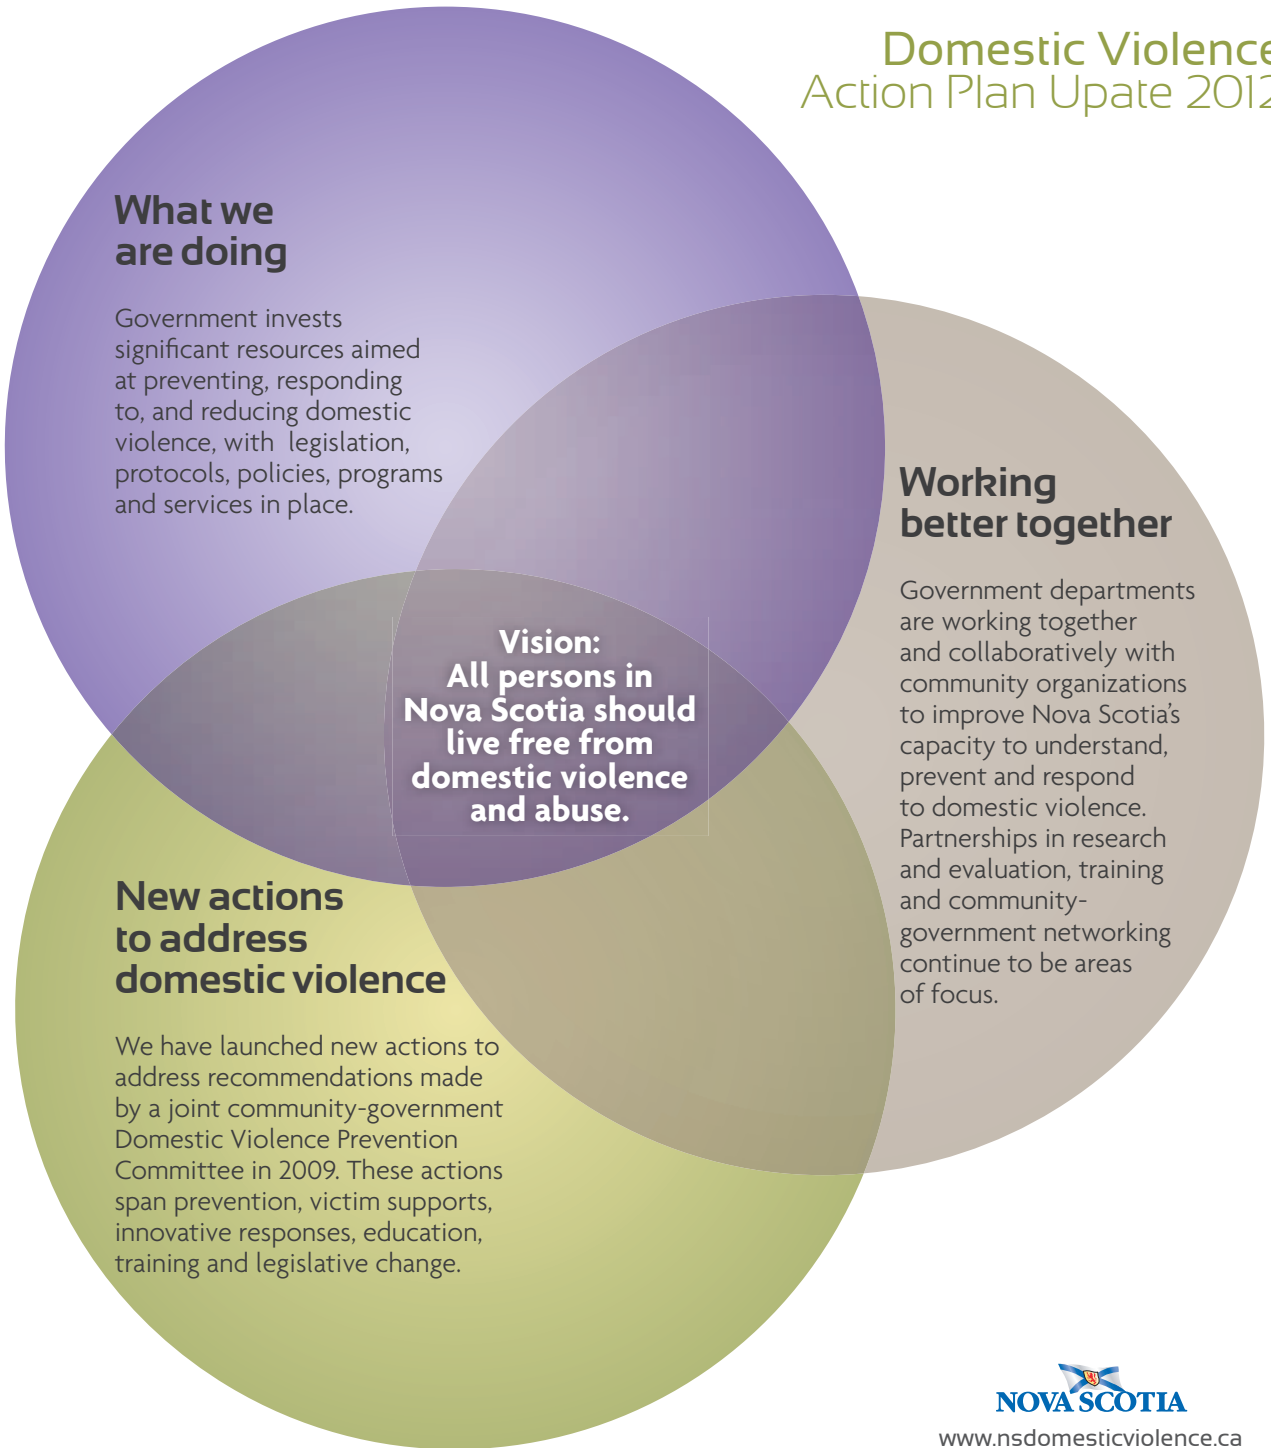 Domestic Violence
Action Plan Upate 2012
What we
are doing
Government invests
significant resources aimed
at preventing, responding
to, and reducing domestic
violence, with  legislation,
protocols, policies, programs
and services in place.
Working
better together
Government departments
are working together
and collaboratively with
community organizations
to improve Nova Scotia’s
capacity to understand,
prevent and respond
to domestic violence.
Partnerships in research
and evaluation, training
and community-
government networking
continue to be areas
of focus.
Vision:
All persons in
Nova Scotia should
live free from
domestic violence
and abuse.
New actions
to address
domestic violence
We have launched new actions to
address recommendations made
by a joint community-government
Domestic Violence Prevention
Committee in 2009. These actions
span prevention, victim supports,
innovative responses, education,
training and legislative change.
NOVA SCOTIA
www.nsdomesticviolence.ca